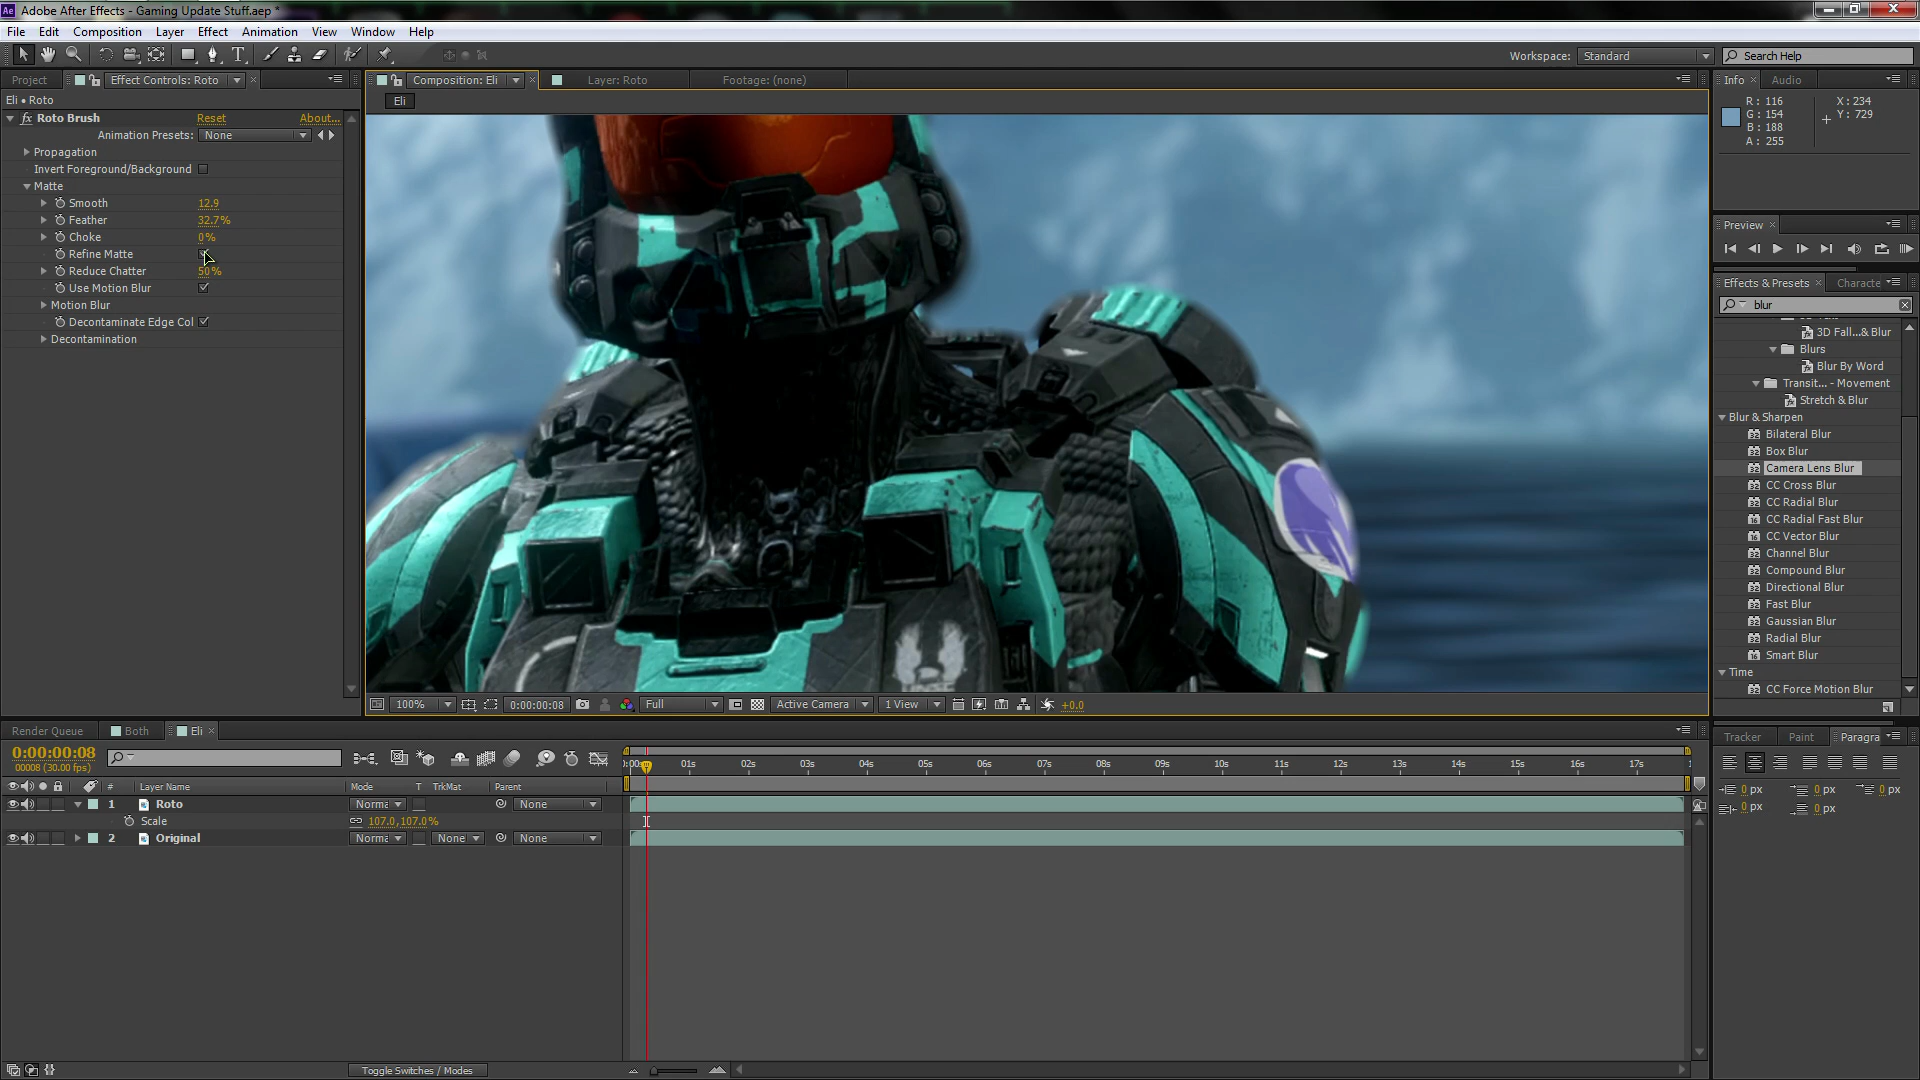 Ae Adobe After Effects - Gaming Update Stuff.aep *
File Edit Composition Layer Effect Animation View Window Help
T Workspace: Standard Search Help
Project Effect Controls: Roto Composition: Eli Layer: Roto Footage: (none) Info Audio
Eli • Roto Eli
R : 116 X : 234
G : 154 Y : 729
B : 188
A : 255
fx Roto Brush Reset About...
Animation Presets: None
Propagation
Invert Foreground/Background
Matte
Smooth 12.9
Feather 32.7%
Choke 0%
Refine Matte
Reduce Chatter 50%
Use Motion Blur
Motion Blur
Decontaminate Edge Col
Decontamination
Preview
Effects & Presets Characte
blur
3D Fall...& Blur
Blurs
Blur By Word
Transit... - Movement
Stretch & Blur
Blur & Sharpen
Bilateral Blur
Box Blur
Camera Lens Blur
CC Cross Blur
CC Radial Blur
CC Radial Fast Blur
CC Vector Blur
Channel Blur
Compound Blur
Directional Blur
Fast Blur
Gaussian Blur
Radial Blur
Smart Blur
Time
CC Force Motion Blur
100% 0:00:00:08 Full Active Camera 1 View +0.0
Render Queue Both Eli
0:00:00:08
00008 (30.00 fps)
01s 02s 03s 04s 05s 06s 07s 08s 09s 10s 11s 12s 13s 14s 15s 16s 17s
# Layer Name Mode T TrkMat Parent
1 Roto Norma None
Scale 107.0,107.0%
2 Original Norma None None
Toggle Switches / Modes
Tracker Paint Paragra
0 px 0 px 0 px
0 px 0 px